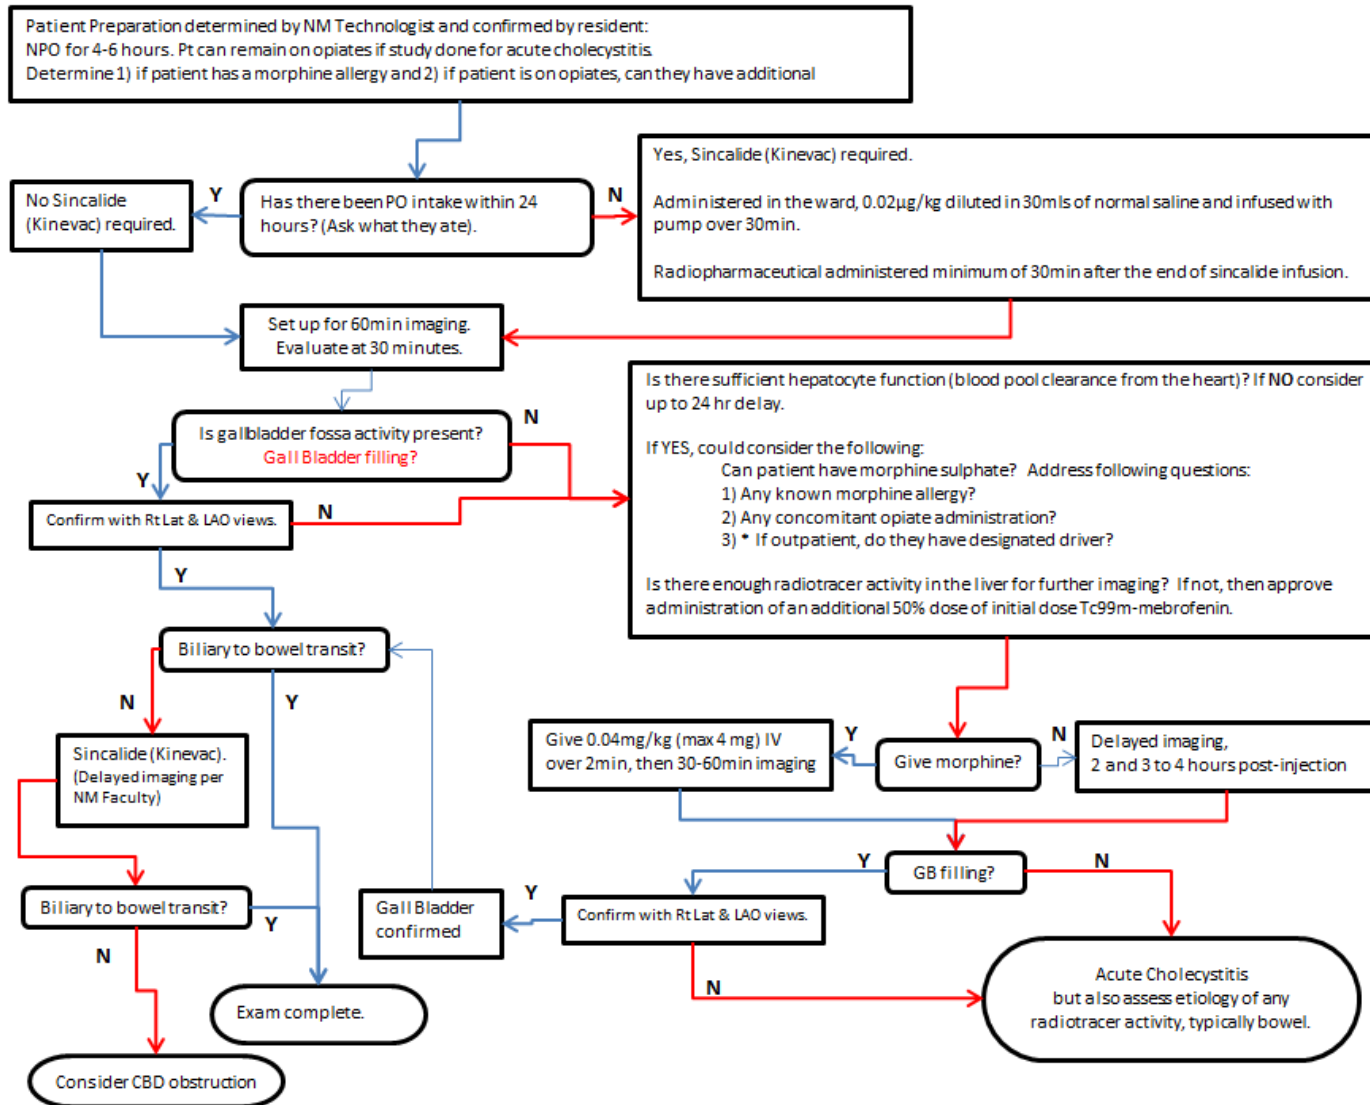 Patient Preparation determined by NM Technologist and confirmed by resident:
NPO for 4-6 hours. Pt can remain on opiates if study done for acute cholecystitis.
Determine 1) if patient has a morphine allergy and 2) if patient is on opiates, can they have additional
Yes, Sincalide (Kinevac) required.
Administered in the ward, 0.02µg/kg diluted in 30mls of normal saline and infused with
pump over 30min.
Radiopharmaceutical administered minimum of 30min after the end of sincalide infusion.
No Sincalide
(Kinevac) required.
Y
Has there been PO intake within 24
hours? (Ask what they ate).
N
Set up for 60min imaging.
Evaluate at 30 minutes.
Is there sufficient hepatocyte function (blood pool clearance from the heart)? If NO consider
up to 24 hr delay.
If YES, could consider the following:
Can patient have morphine sulphate? Address following questions:
1) Any known morphine allergy?
2) Any concomitant opiate administration?
3) * If outpatient, do they have designated driver?
Is there enough radiotracer activity in the liver for further imaging? If not, then approve
administration of an additional 50% dose of initial dose Tc99m-mebrofenin.
Is gallbladder fossa activity present?
Gall Bladder filling?
N
Y
Confirm with Rt Lat & LAO views.
N
Y
Biliary to bowel transit?
N
Y
Sincalide (Kinevac).
(Delayed imaging per
NM Faculty)
Give 0.04mg/kg (max 4 mg) IV
over 2min, then 30-60min imaging
Y
Give morphine?
N
Delayed imaging,
2 and 3 to 4 hours post-injection
Y
GB filling?
N
Biliary to bowel transit?
Y
N
Gall Bladder
confirmed
Y
Confirm with Rt Lat & LAO views.
N
Exam complete.
Acute Cholecystitis
but also assess etiology of any
radiotracer activity, typically bowel.
Consider CBD obstruction